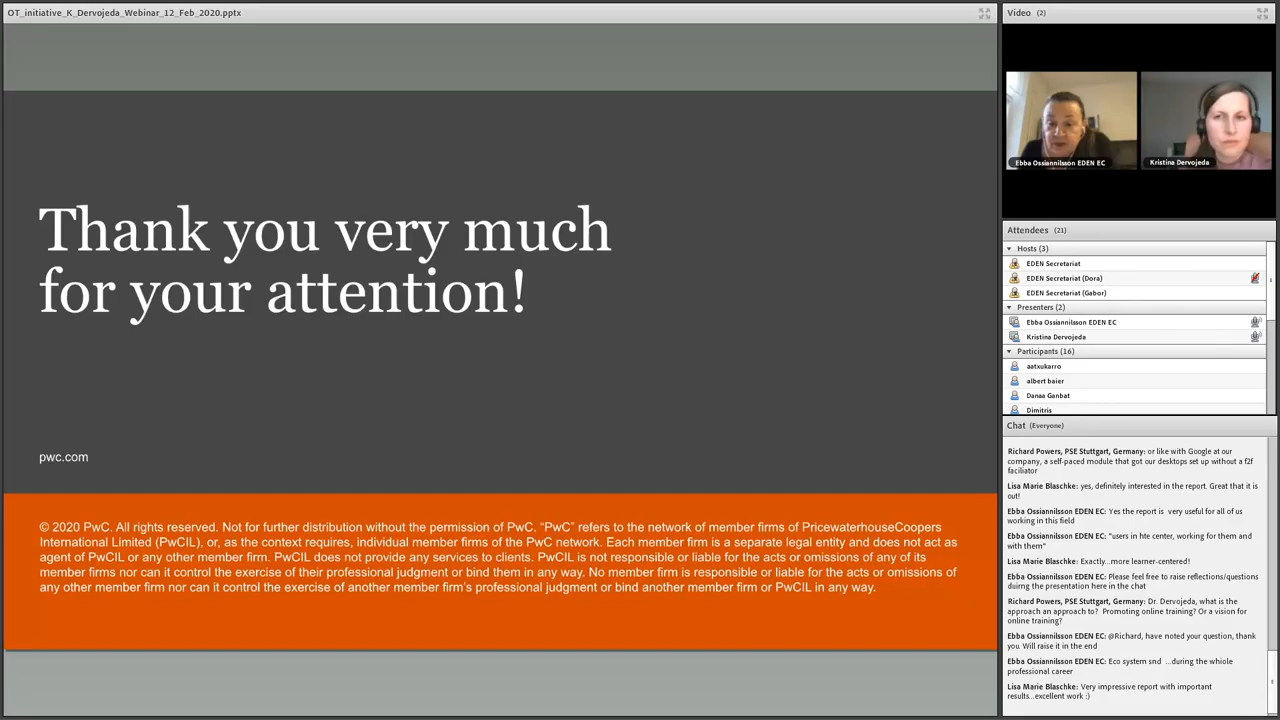 OT_initiative_K_Dervojeda_Webinar_12_Feb_2020.pptx
Thank you very much
for your attention!
pwc.com
© 2020 PwC. All rights reserved. Not for further distribution without the permission of PwC. “PwC” refers to the network of member firms of PricewaterhouseCoopers
International Limited (PwCIL), or, as the context requires, individual member firms of the PwC network. Each member firm is a separate legal entity and does not act as
agent of PwCIL or any other member firm. PwCIL does not provide any services to clients. PwCIL is not responsible or liable for the acts or omissions of any of its
member firms nor can it control the exercise of their professional judgment or bind them in any way. No member firm is responsible or liable for the acts or omissions of
any other member firm nor can it control the exercise of another member firm’s professional judgment or bind another member firm or PwCIL in any way.
Video (2)
Ebba Ossiannilsson EDEN EC
Kristina Dervojeda
Attendees (21)
Hosts (3)
EDEN Secretariat
EDEN Secretariat (Dora)
EDEN Secretariat (Gabor)
Presenters (2)
Ebba Ossiannilsson EDEN EC
Kristina Dervojeda
Participants (16)
aatxukarro
albert baier
Danaa Ganbat
Dimitris
Chat (Everyone)
Richard Powers, PSE Stuttgart, Germany: or like with Google at our
company, a self-paced module that got our desktops set up without a f2f
faciliator
Lisa Marie Blaschke: yes, definitely interested in the report. Great that it is
out!
Ebba Ossiannilsson EDEN EC: Yes the report is  very useful for all of us
working in this field
Ebba Ossiannilsson EDEN EC: "users in hte center, working for them and
with them"
Lisa Marie Blaschke: Exactly...more learner-centered!
Ebba Ossiannilsson EDEN EC: Please feel free to raise reflections/questions
duimg the presentation here in the chat
Richard Powers, PSE Stuttgart, Germany: Dr. Dervojeda, what is the
approach an approach to?  Promoting online training? Or a vision for
online training?
Ebba Ossiannilsson EDEN EC: @Richard, have noted your question, thank
you. Will raise it in the end
Ebba Ossiannilsson EDEN EC: Eco system snd  ...during the whiole
professional career
Lisa Marie Blaschke: Very impressive report with important
results...excellent work :)